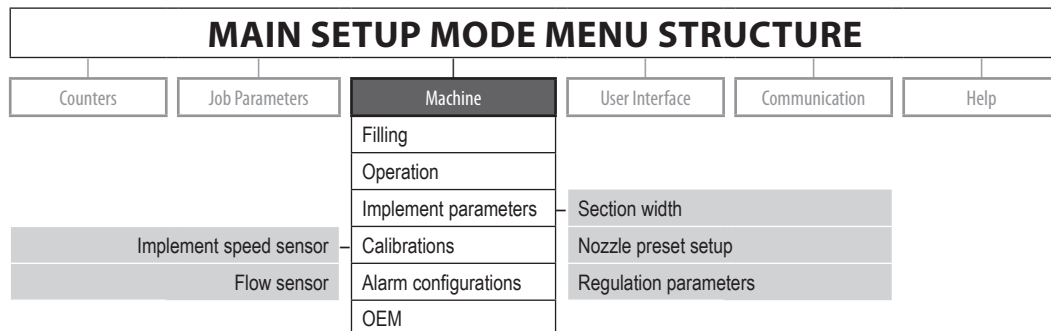 MAIN SETUP MODE MENU STRUCTURE
Counters
Job Parameters
Machine
User Interface
Communication
Help
Filling
Operation
Implement parameters
Section width
Implement speed sensor
Calibrations
Nozzle preset setup
Flow sensor
Alarm configurations
Regulation parameters
OEM